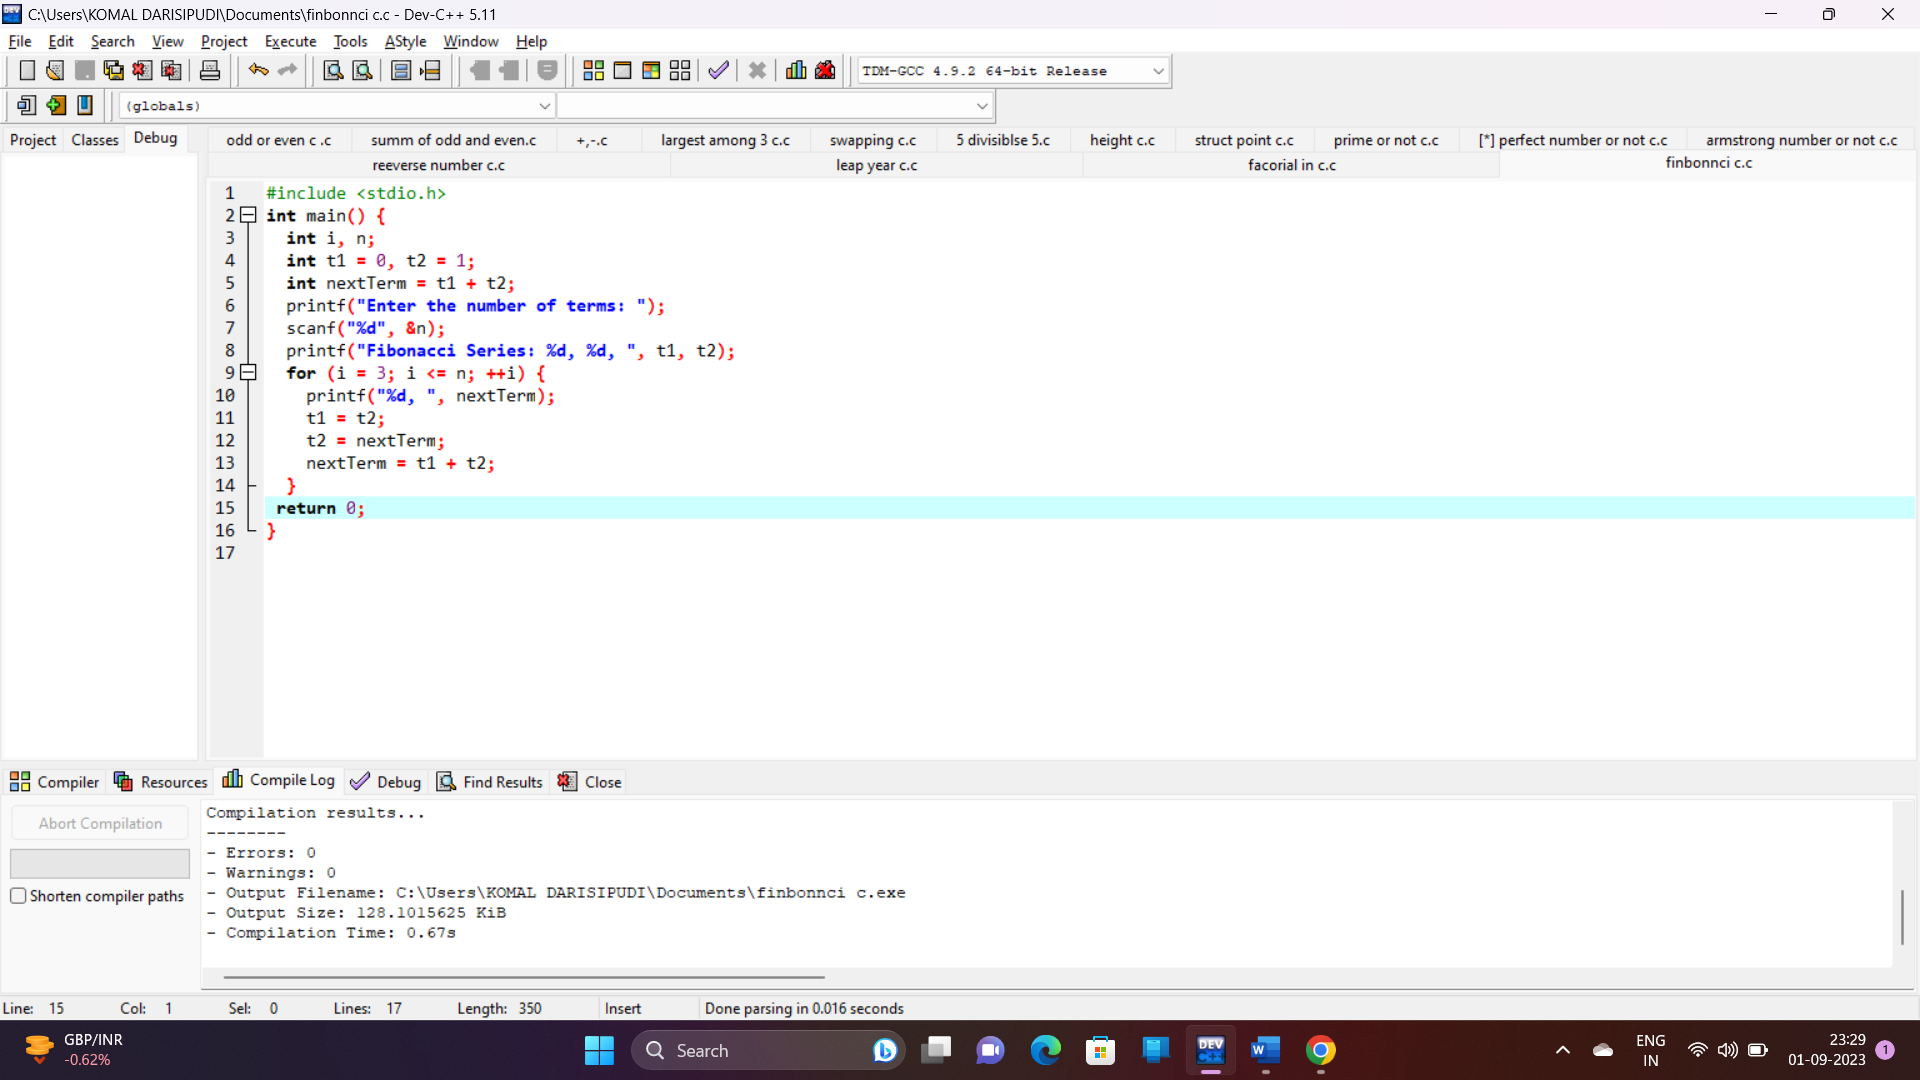 C:\Users\KOMAL DARISIPUDI\Documents\finbonnci c.c - Dev-C++ 5.11
File Edit Search View Project Execute Tools AStyle Window Help
TDM-GCC 4.9.2 64-bit Release
(globals)
Project Classes Debug
odd or even c .c summ of odd and even.c +,-.c largest among 3 c.c swapping c.c 5 divisiblse 5.c height c.c struct point c.c prime or not c.c [*] perfect number or not c.c armstrong number or not c.c
reeverse number c.c leap year c.c facorial in c.c finbonnci c.c
1 #include <stdio.h>
2 int main() {
3 int i, n;
4 int t1 = 0, t2 = 1;
5 int nextTerm = t1 + t2;
6 printf("Enter the number of terms: ");
7 scanf("%d", &n);
8 printf("Fibonacci Series: %d, %d, ", t1, t2);
9 for (i = 3; i <= n; ++i) {
10 printf("%d, ", nextTerm);
11 t1 = t2;
12 t2 = nextTerm;
13 nextTerm = t1 + t2;
14 }
15 return 0;
16 }
17
Compiler Resources Compile Log Debug Find Results Close
Abort Compilation
Shorten compiler paths
Compilation results...
--------
- Errors: 0
- Warnings: 0
- Output Filename: C:\Users\KOMAL DARISIPUDI\Documents\finbonnci c.exe
- Output Size: 128.1015625 KiB
- Compilation Time: 0.67s
Line: 15 Col: 1 Sel: 0 Lines: 17 Length: 350 Insert Done parsing in 0.016 seconds
GBP/INR
-0.62%
Search
DEV
C++
W
ENG
IN
23:29
01-09-2023
1